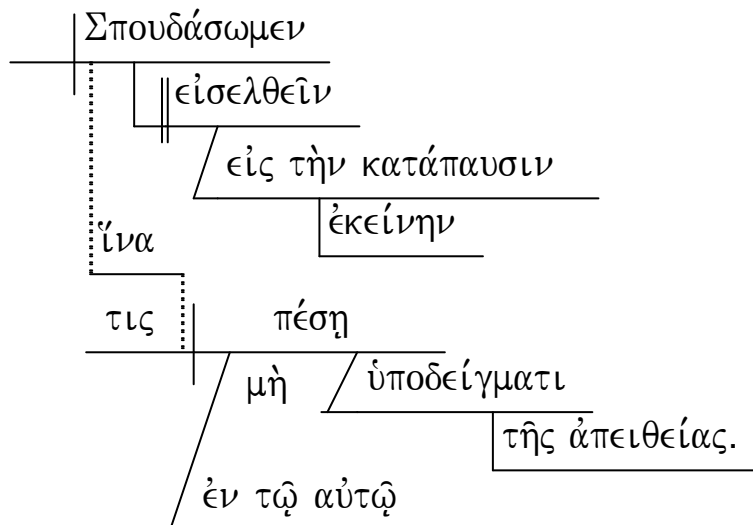 Σπουδάσωμεν
εἰσελθεῖν
εἰς τὴν κατάπαυσιν
ἐκείνην
ἵνα
τις πέσῃ
μὴ ὑποδείγματι
τῆς ἀπειθείας.
ἐν τῷ αὐτῷ